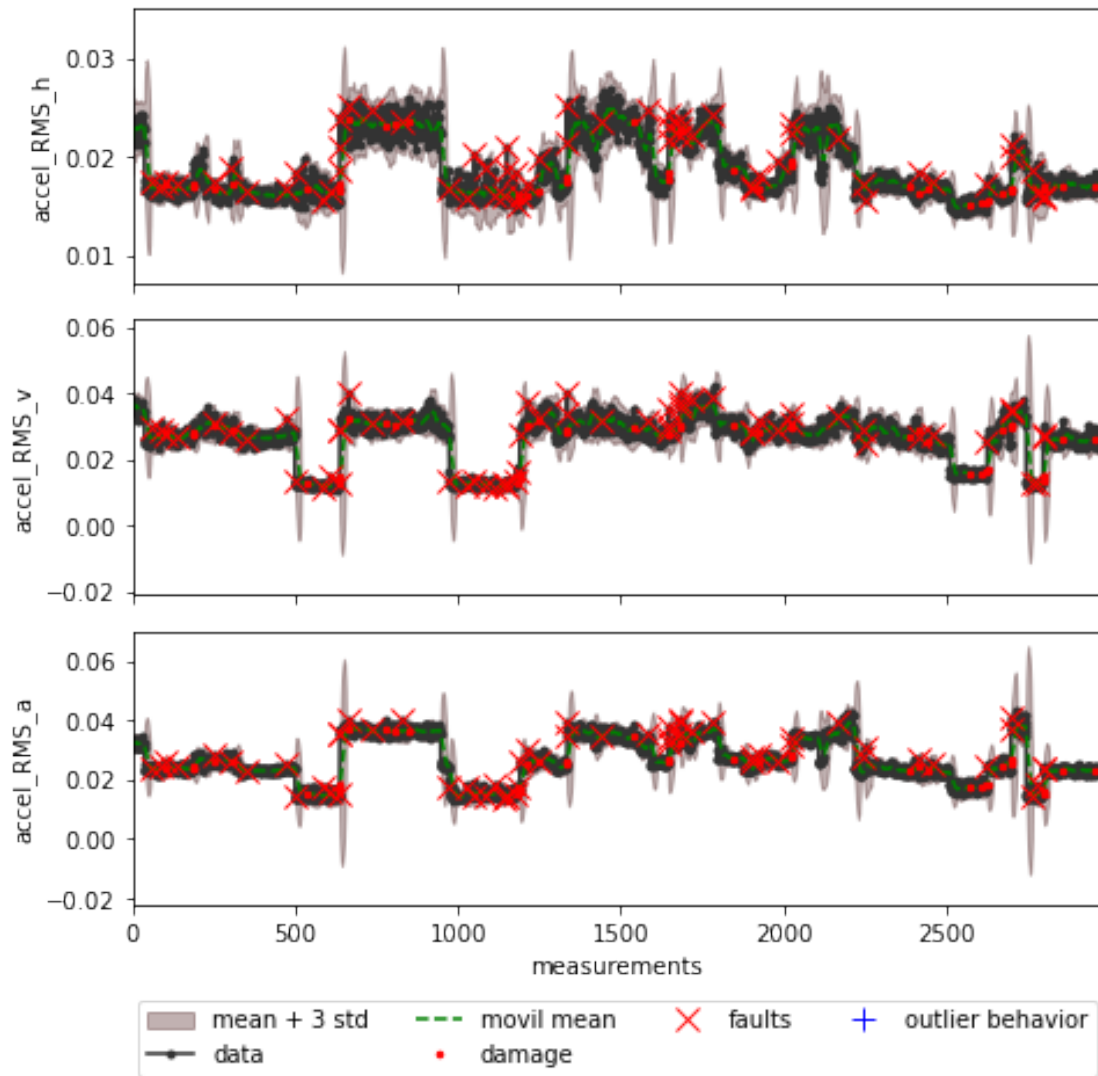 0.03
0.02
0.01
accel_RMS_h
0.06
0.04
0.02
0.00
−0.02
accel_RMS_v
0.06
0.04
0.02
0.00
−0.02
accel_RMS_a
0 500 1000 1500 2000 2500
measurements
mean + 3 std movil mean faults outlier behavior
data damage